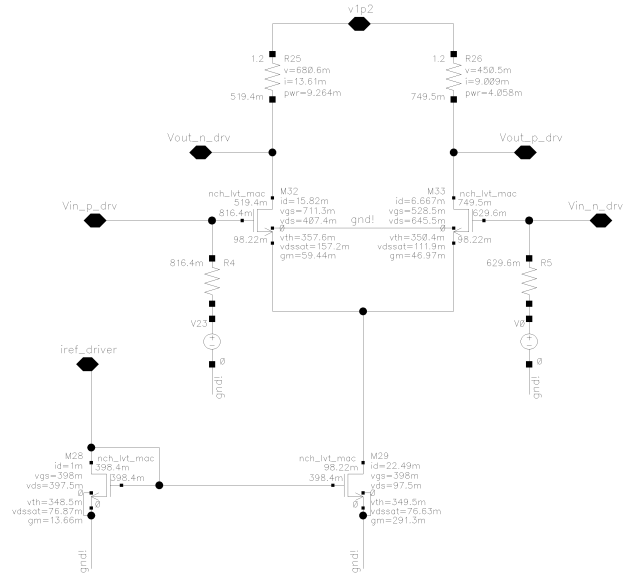 v1p2
1.2 R25
v=680.6m
i=13.61m
pwr=9.264m
519.4m
1.2 R26
v=450.5m
i=9.009m
pwr=4.058m
749.5m
Vout_n_drv
Vout_p_drv
nch_lvt_mac M32
519.4m id=15.82m
816.4m vgs=711.3m
vds=407.4m
0
vth=357.6m
98.22m vdssat=157.2m
gm=59.44m
gnd!
M33 nch_lvt_mac
id=6.667m 749.5m
vgs=528.5m 629.6m
vds=645.5m
0
vth=350.4m
vdssat=111.9m 98.22m
gm=46.97m
Vin_p_drv
Vin_n_drv
816.4m R4
629.6m R5
V23
0
gnd!
V0
0
gnd!
iref_driver
M28 nch_lvt_mac
id=1m 398.4m
vgs=398m 398.4m
vds=397.5m
0
0
vth=348.5m
vdssat=76.87m
gm=13.66m
gnd!
nch_lvt_mac M29
98.22m id=22.49m
398.4m vgs=398m
vds=97.5m
0
0
vth=349.5m
vdssat=76.63m
gm=291.3m
gnd!